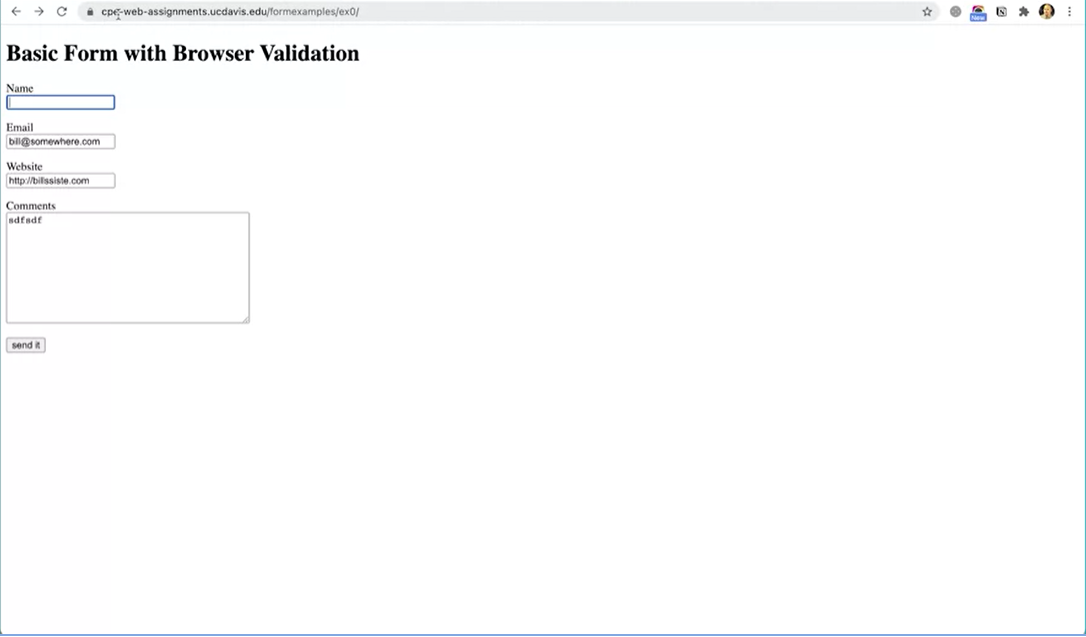 cpe-web-assignments.ucdavis.edu/formexamples/ex0/
New
Basic Form with Browser Validation
Name
Email
bill@somewhere.com
Website
http://billssiste.com
Comments
sdfsdf
send it